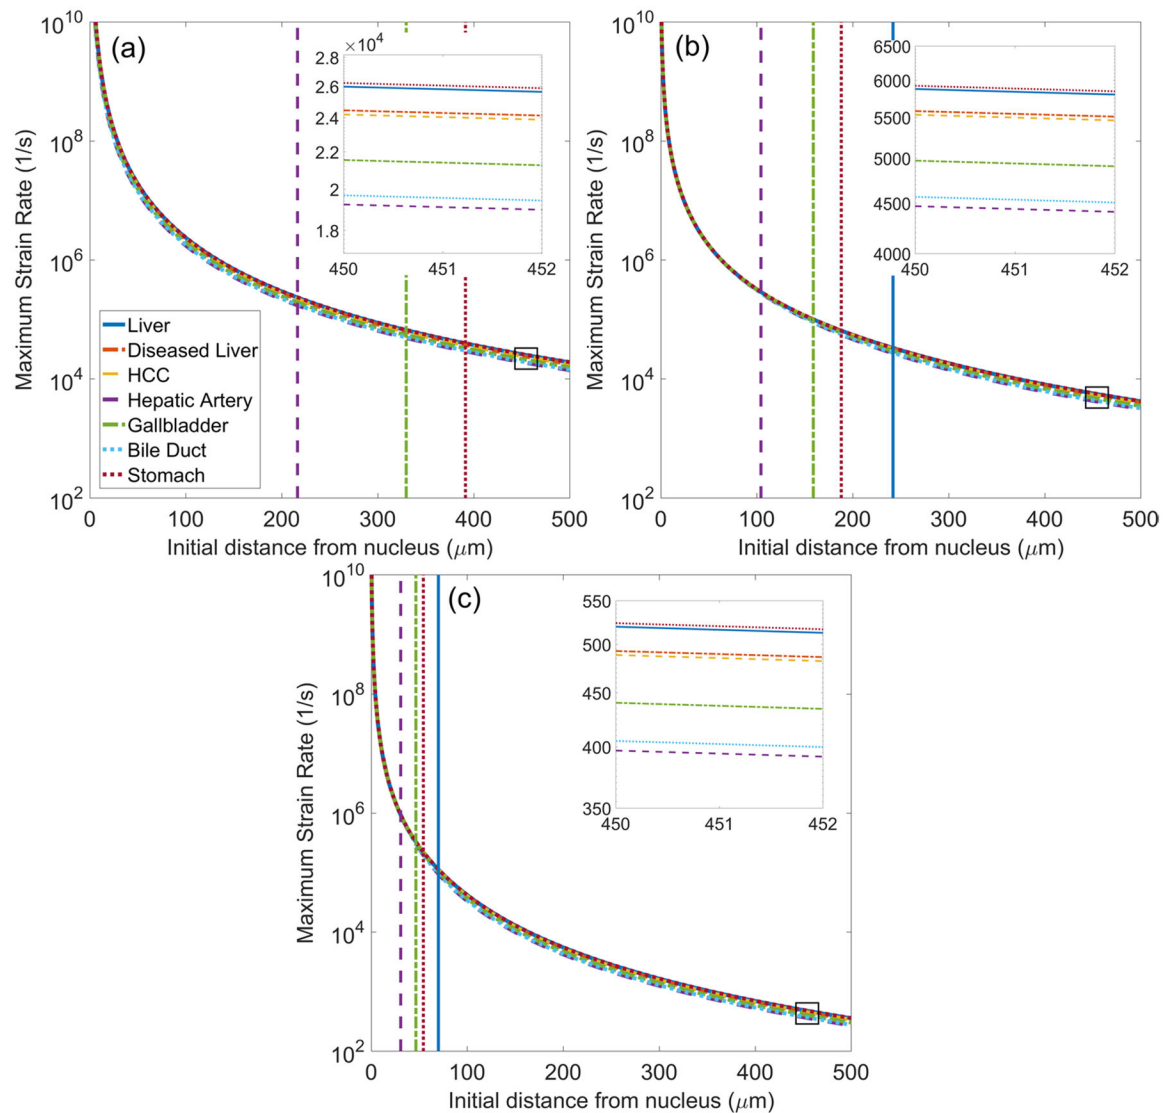 (a)
Maximum Strain Rate (1/s)
10^10
10^8
10^6
10^4
10^2
×10^4
2.8
2.6
2.4
2.2
2
1.8
450 451 452
Liver
Diseased Liver
HCC
Hepatic Artery
Gallbladder
Bile Duct
Stomach
0 100 200 300 400 500
Initial distance from nucleus (μm)
(b)
Maximum Strain Rate (1/s)
10^10
10^8
10^6
10^4
10^2
6500
6000
5500
5000
4500
4000
450 451 452
0 100 200 300 400 500
Initial distance from nucleus (μm)
(c)
Maximum Strain Rate (1/s)
10^10
10^8
10^6
10^4
10^2
550
500
450
400
350
450 451 452
0 100 200 300 400 500
Initial distance from nucleus (μm)